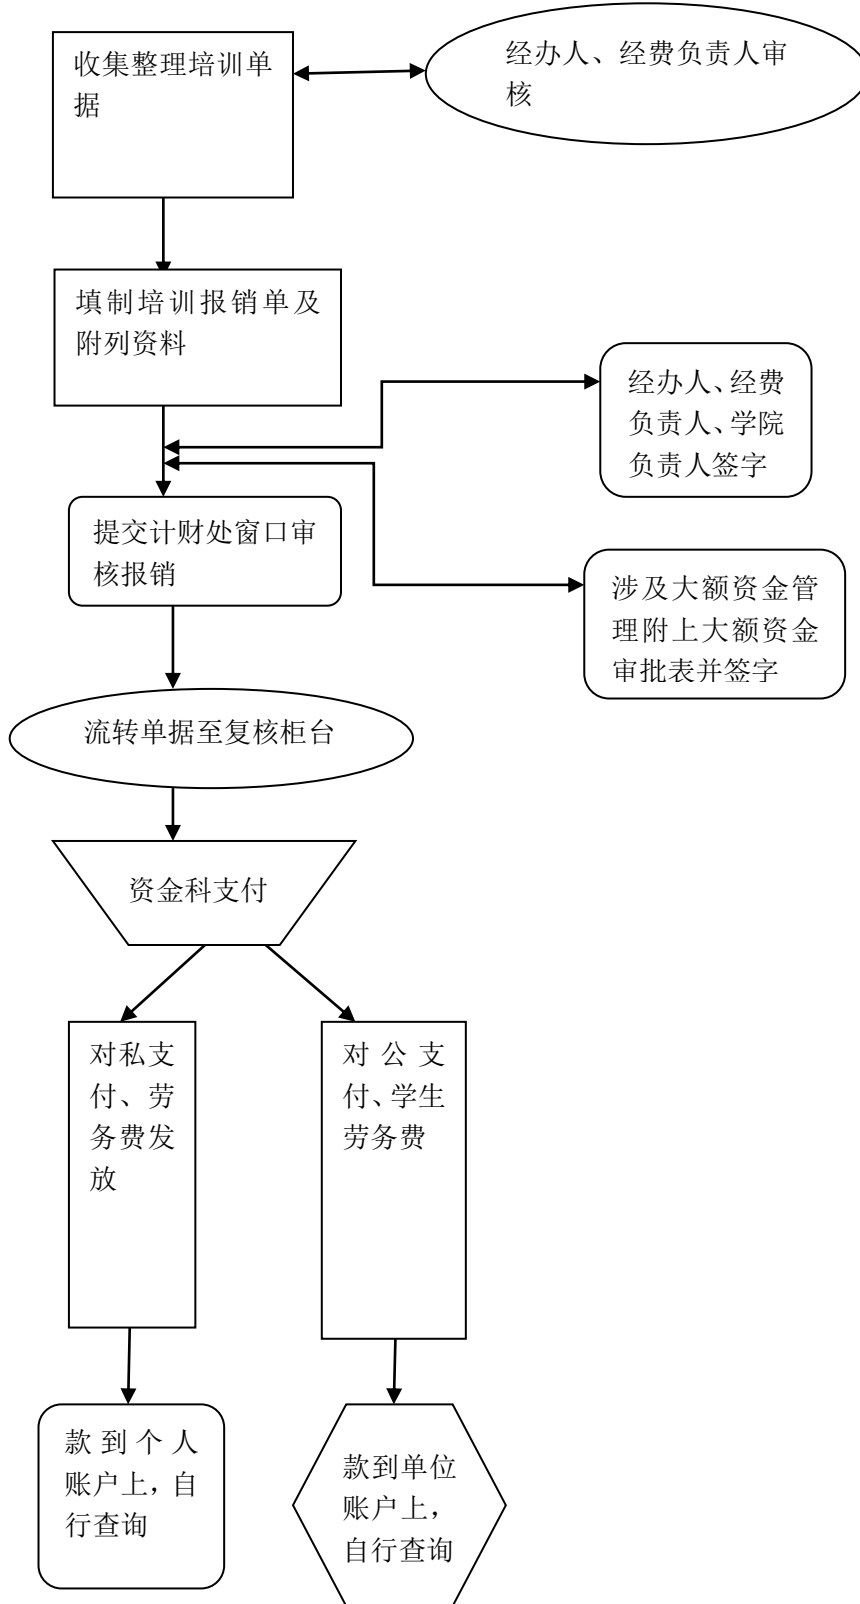 收集整理培训单
据
经办人、经费负责人审
核
填制培训报销单及
附列资料
经办人、经费
负责人、学院
负责人签字
提交计财处窗口审
核报销
涉及大额资金管
理附上大额资金
审批表并签字
流转单据至复核柜台
资金科支付
对私支
付、劳
务费发
放
对公支
付、学生
劳务费
款到个人
账户上，自
行查询
款到单位
账户上，
自行查询